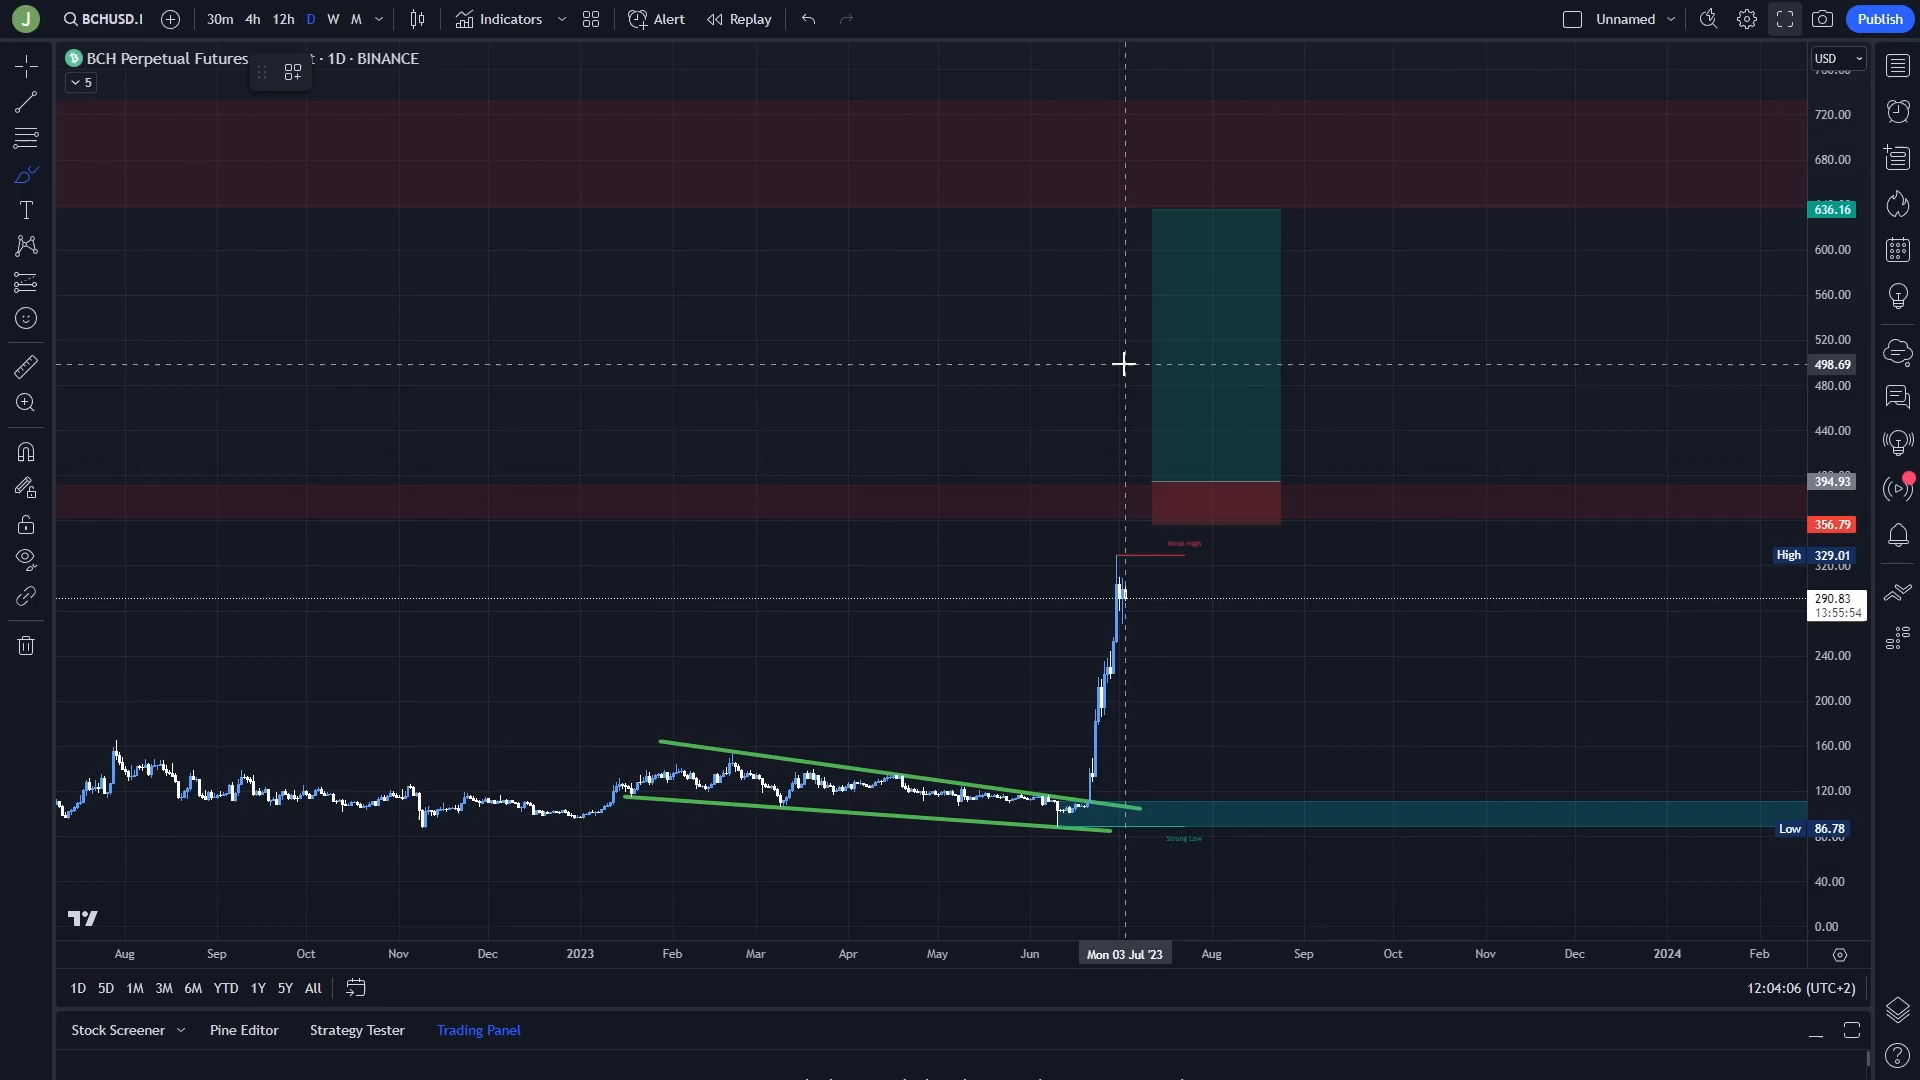 J
BCHUSD.I
30m 4h 12h D W M
Indicators
Alert
Replay
Unnamed
Publish
BCH Perpetual Futures
t · 1D · BINANCE
5
USD
720.00
680.00
636.16
600.00
560.00
520.00
498.69
480.00
440.00
394.93
356.79
Weak High
High 329.01
320.00
290.83
13:55:54
240.00
200.00
160.00
120.00
Low 86.78
Strong Low
40.00
0.00
Aug Sep Oct Nov Dec 2023 Feb Mar Apr May Jun Mon 03 Jul '23 Aug Sep Oct Nov Dec 2024 Feb
1D 5D 1M 3M 6M YTD 1Y 5Y All
12:04:06 (UTC+2)
Stock Screener Pine Editor Strategy Tester Trading Panel